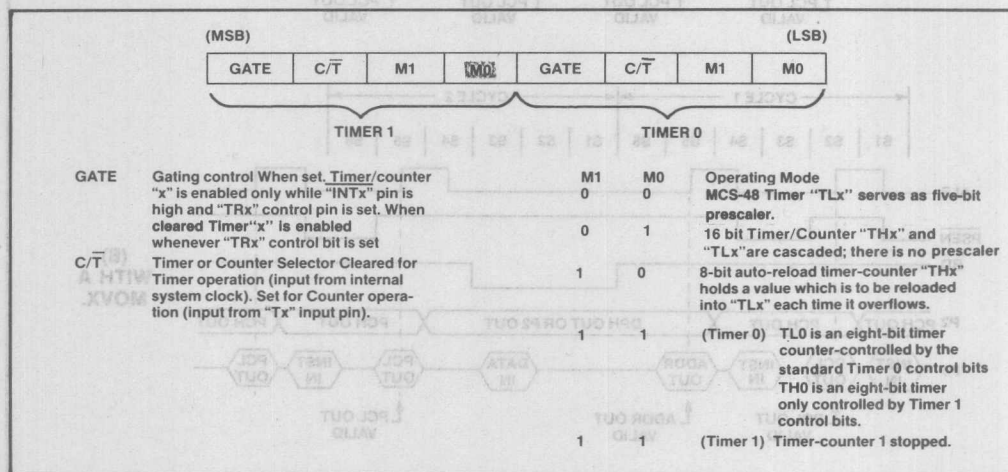 (MSB) (LSB)
GATE C/T̅ M1 M0 GATE C/T̅ M1 M0
TIMER 1 TIMER 0
GATE Gating control When set. Timer/counter
"x" is enabled only while "INTx" pin is
high and "TRx" control pin is set. When
cleared Timer"x" is enabled
whenever "TRx" control bit is set
C/T̅ Timer or Counter Selector Cleared for
Timer operation (input from internal
system clock). Set for Counter opera-
tion (input from "Tx" input pin).
M1 M0 Operating Mode
0 0 MCS-48 Timer "TLx" serves as five-bit
prescaler.
0 1 16 bit Timer/Counter "THx" and
"TLx"are cascaded; there is no prescaler
1 0 8-bit auto-reload timer-counter "THx"
holds a value which is to be reloaded
into "TLx" each time it overflows.
1 1 (Timer 0) TL0 is an eight-bit timer
counter-controlled by the
standard Timer 0 control bits
TH0 is an eight-bit timer
only controlled by Timer 1
control bits.
1 1 (Timer 1) Timer-counter 1 stopped.